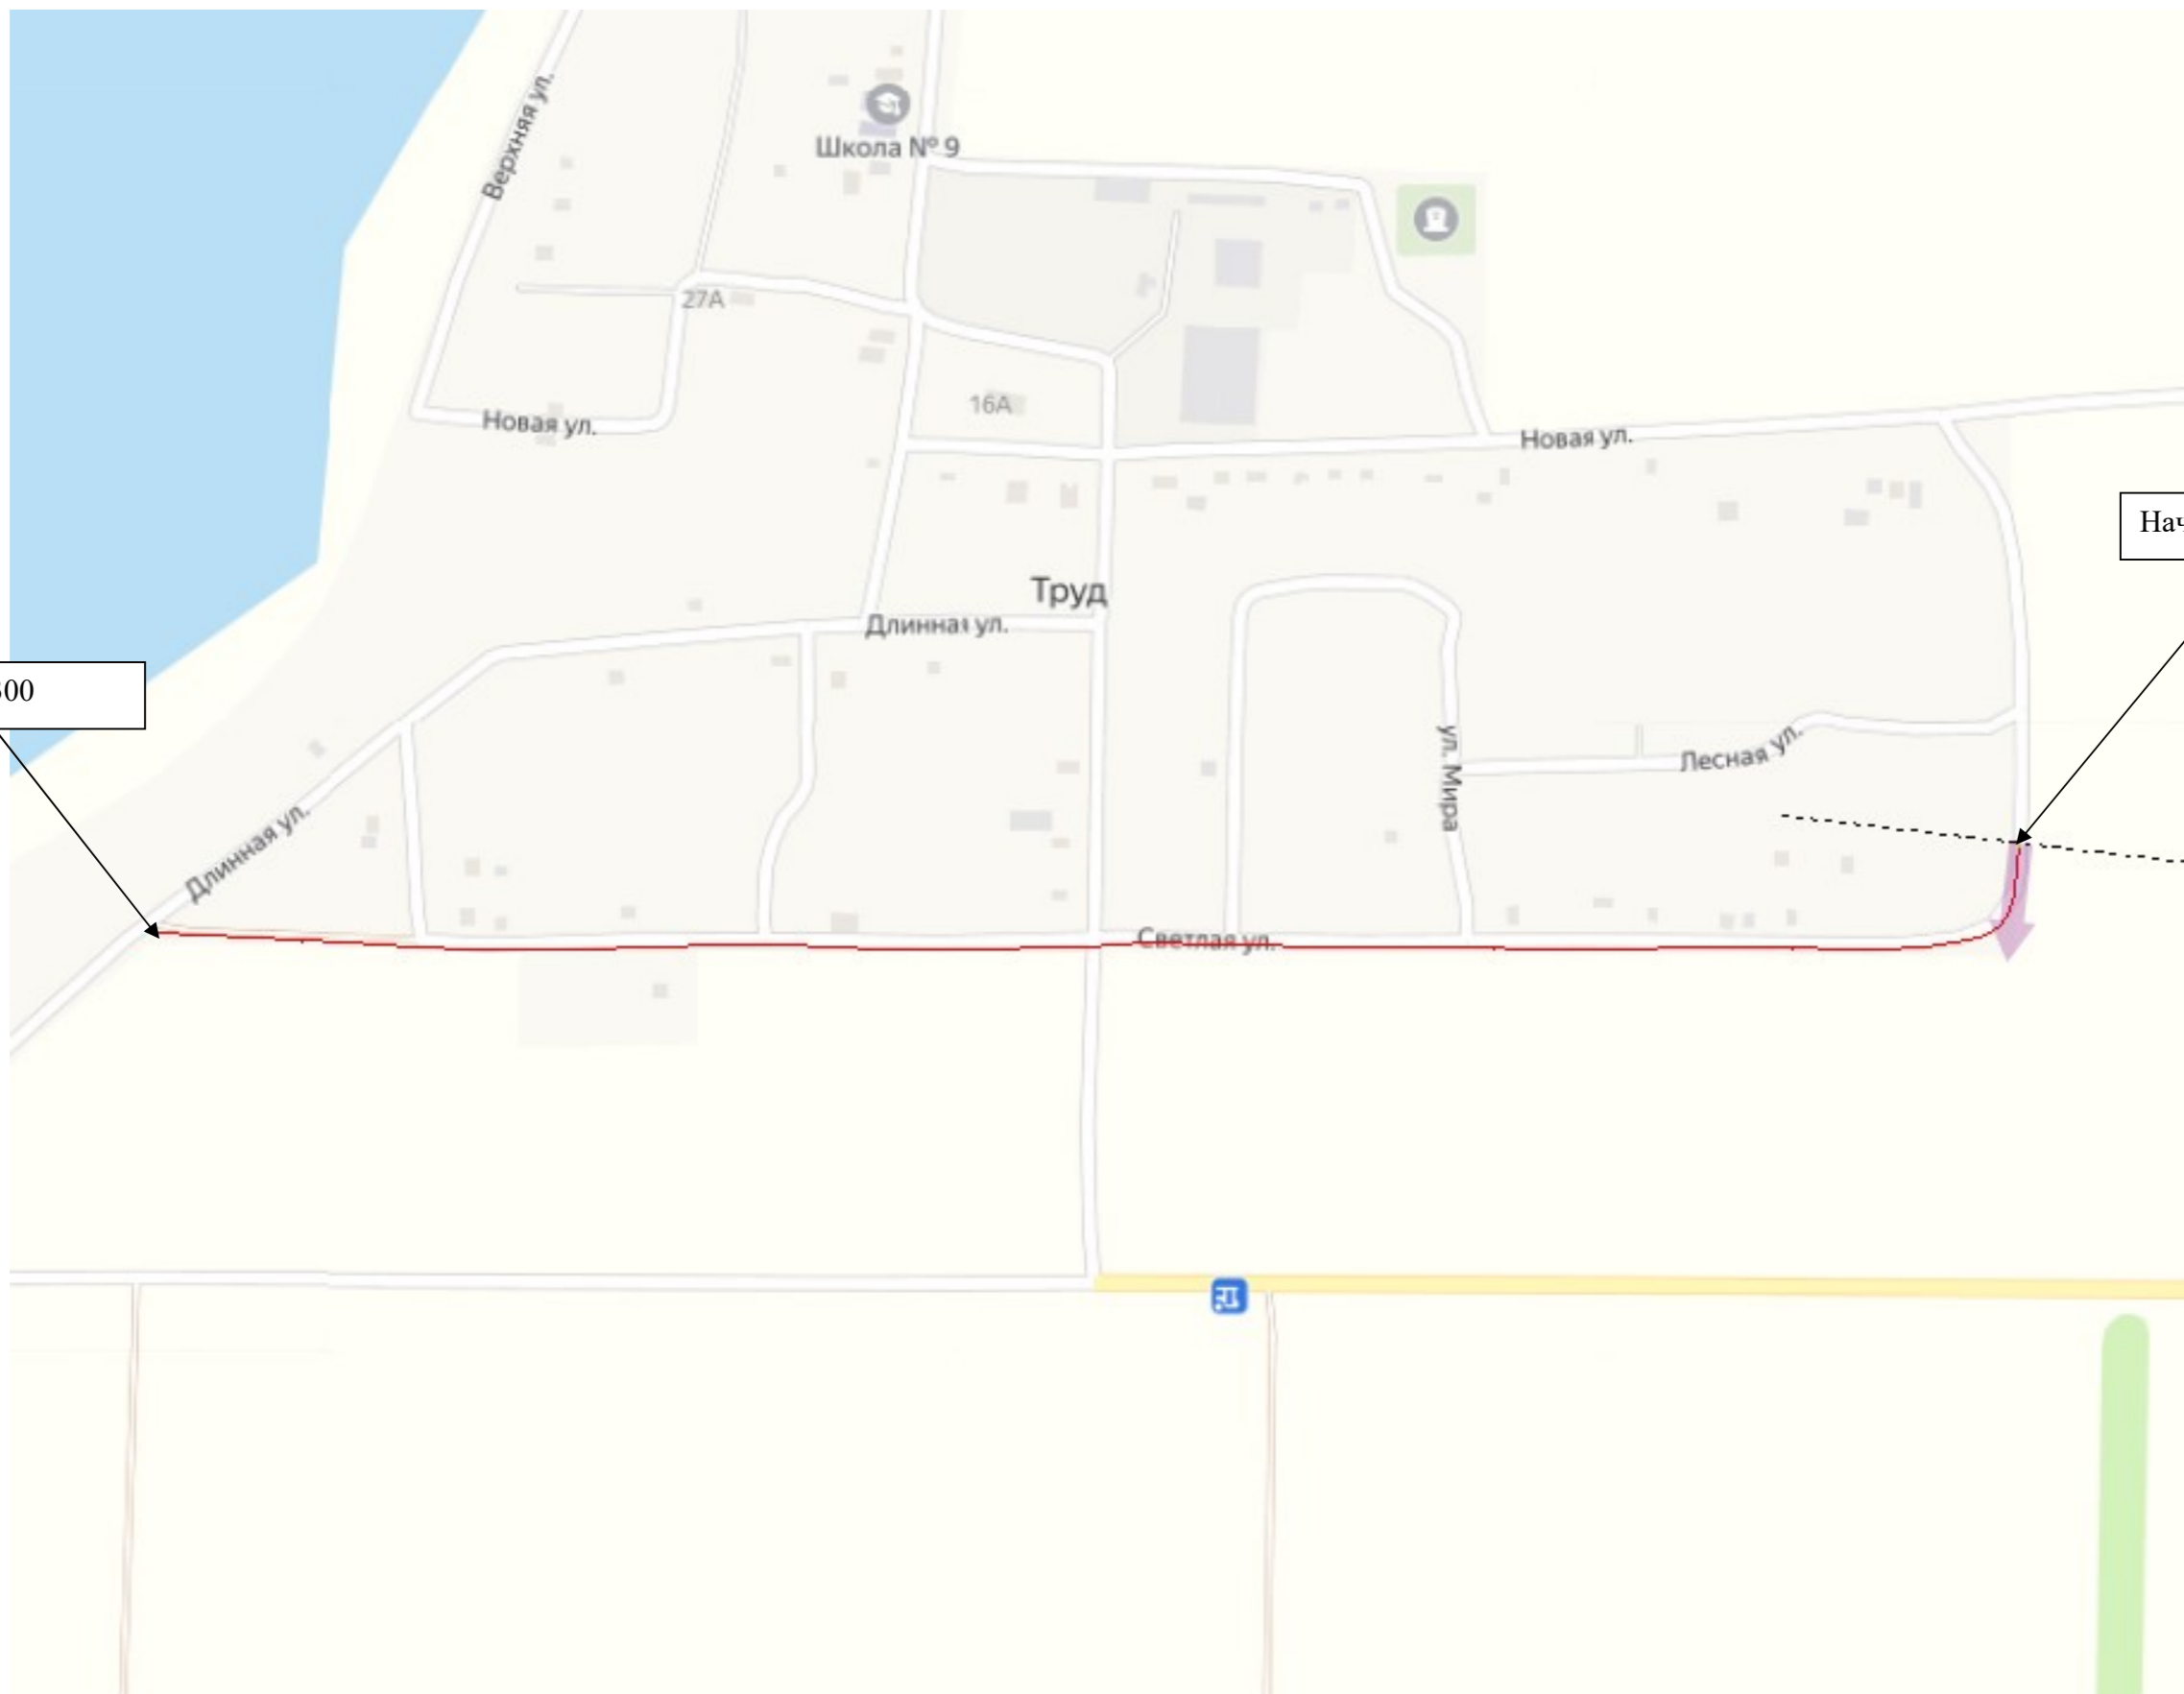 Верхняя ул.
Школа № 9
27А
16А
Новая ул.
Новая ул.
Нач
Труд
Длинная ул.
00
ул. Мира
Лесная ул.
Длинная ул.
Светлая ул.